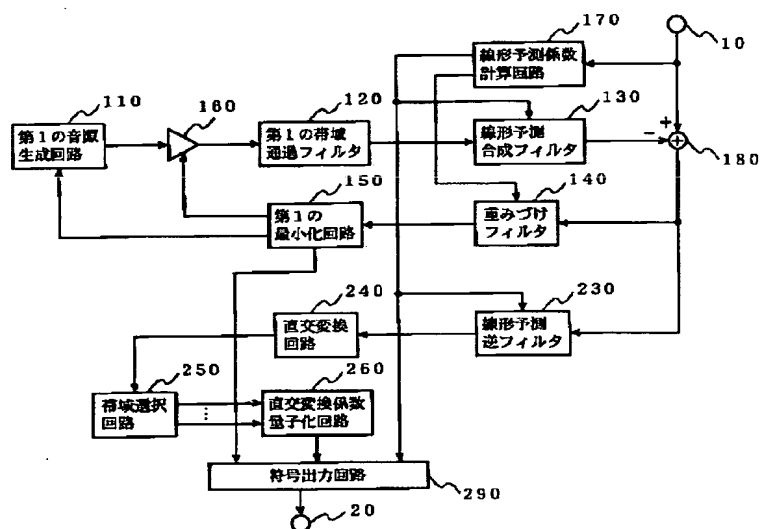 170
線形予測係数
計算回路
10
110
第1の音源
生成回路
160
120
第1の帯域
通過フィルタ
130
線形予測
合成フィルタ
+
−
180
150
第1の
最小化回路
140
重みづけ
フィルタ
240
直交変換
回路
230
線形予測
逆フィルタ
250
帯域選択
回路
260
直交変換係数
量子化回路
符号出力回路
290
20